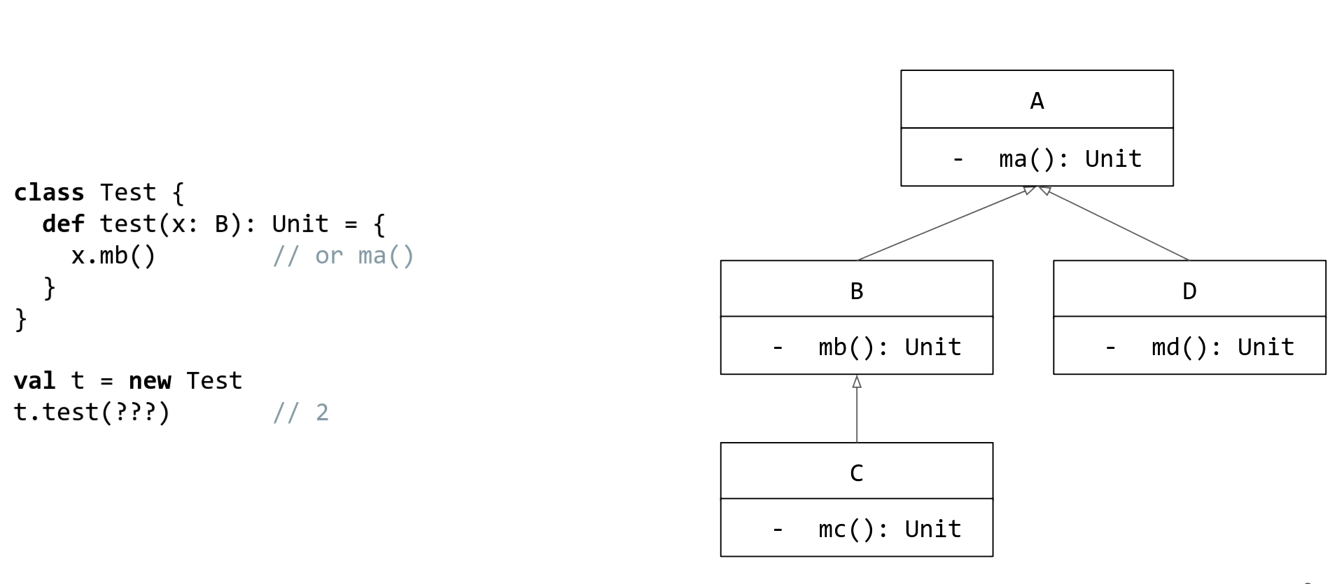 class Test {
def test(x: B): Unit = {
x.mb() // or ma()
}
}
val t = new Test
t.test(???) // 2
A
- ma(): Unit
B
- mb(): Unit
D
- md(): Unit
C
- mc(): Unit